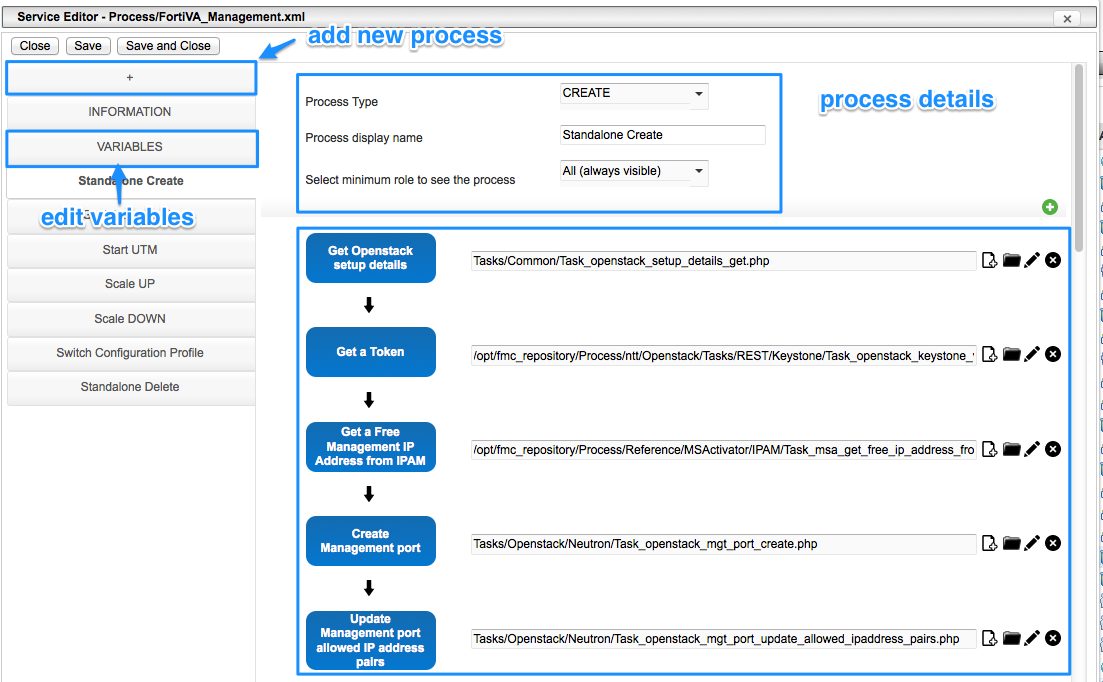 Service Editor - Process/FortiVA_Management.xml
Close Save Save and Close
add new process
+
INFORMATION
VARIABLES
Standalone Create
edit variables
Start UTM
Scale UP
Scale DOWN
Switch Configuration Profile
Standalone Delete
Process Type CREATE
process details
Process display name Standalone Create
Select minimum role to see the process All (always visible)
Get Openstack
setup details
Tasks/Common/Task_openstack_setup_details_get.php
Get a Token
/opt/fmc_repository/Process/ntt/Openstack/Tasks/REST/Keystone/Task_openstack_keystone_
Get a Free
Management IP
Address from IPAM
/opt/fmc_repository/Process/Reference/MSActivator/IPAM/Task_msa_get_free_ip_address_fro
Create
Management port
Tasks/Openstack/Neutron/Task_openstack_mgt_port_create.php
Update
Management port
allowed IP address
pairs
Tasks/Openstack/Neutron/Task_openstack_mgt_port_update_allowed_ipaddress_pairs.php